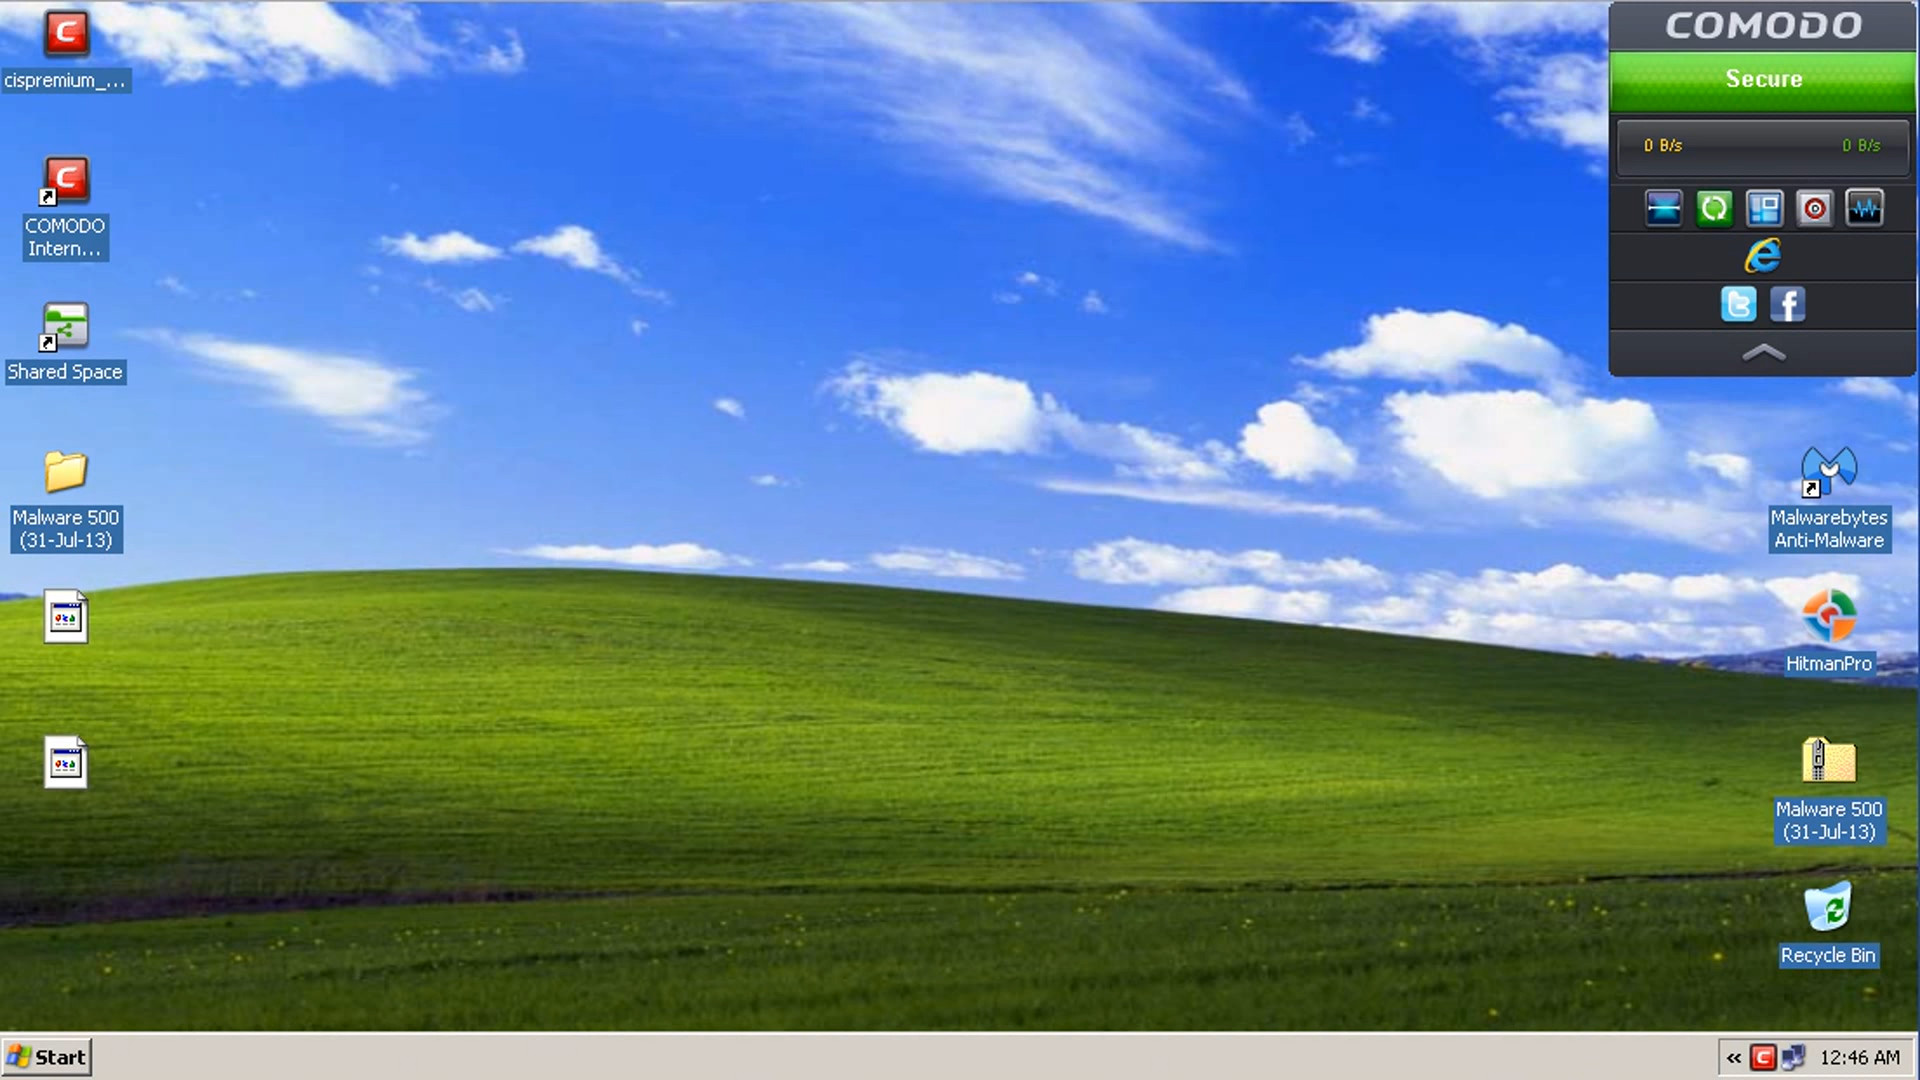 cispremium_...
COMODO
Intern...
Shared Space
Malware 500
(31-Jul-13)
COMODO
Secure
0 B/s 0 B/s
Malwarebytes
Anti-Malware
HitmanPro
Malware 500
(31-Jul-13)
Recycle Bin
Start
12:46 AM